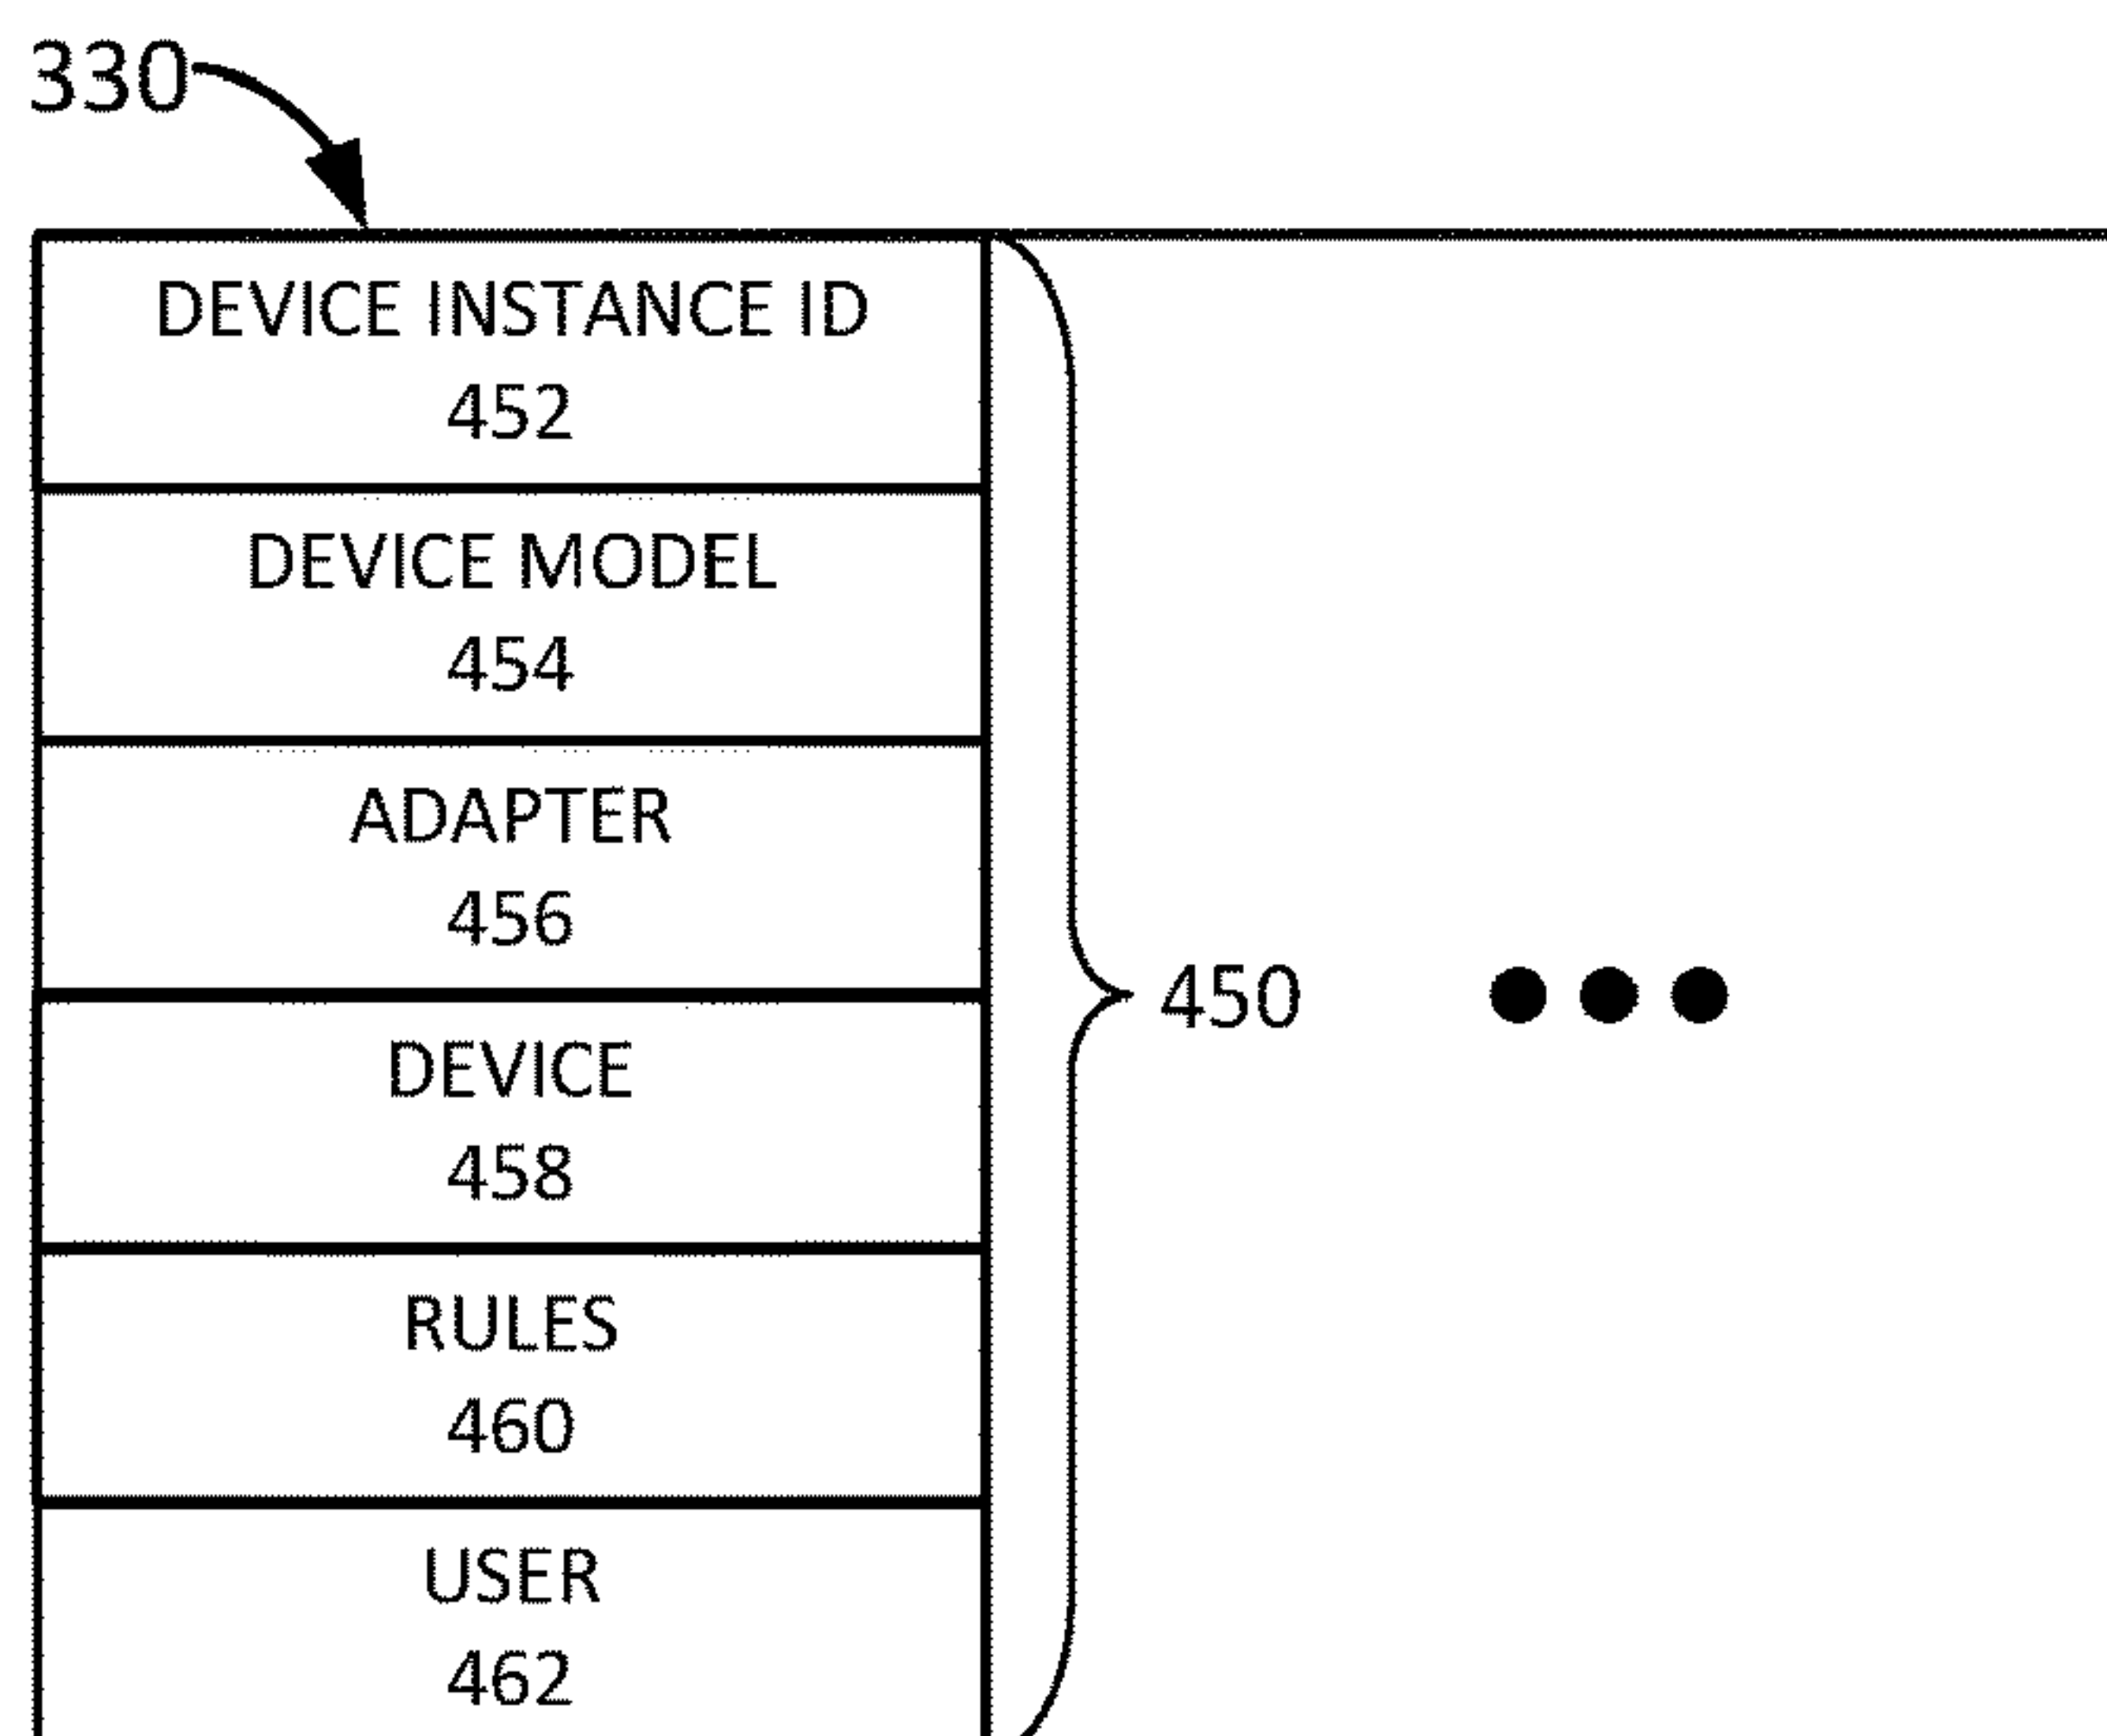 330
DEVICE INSTANCE ID
452
DEVICE MODEL
454
ADAPTER
456
450
DEVICE
458
RULES
460
USER
462